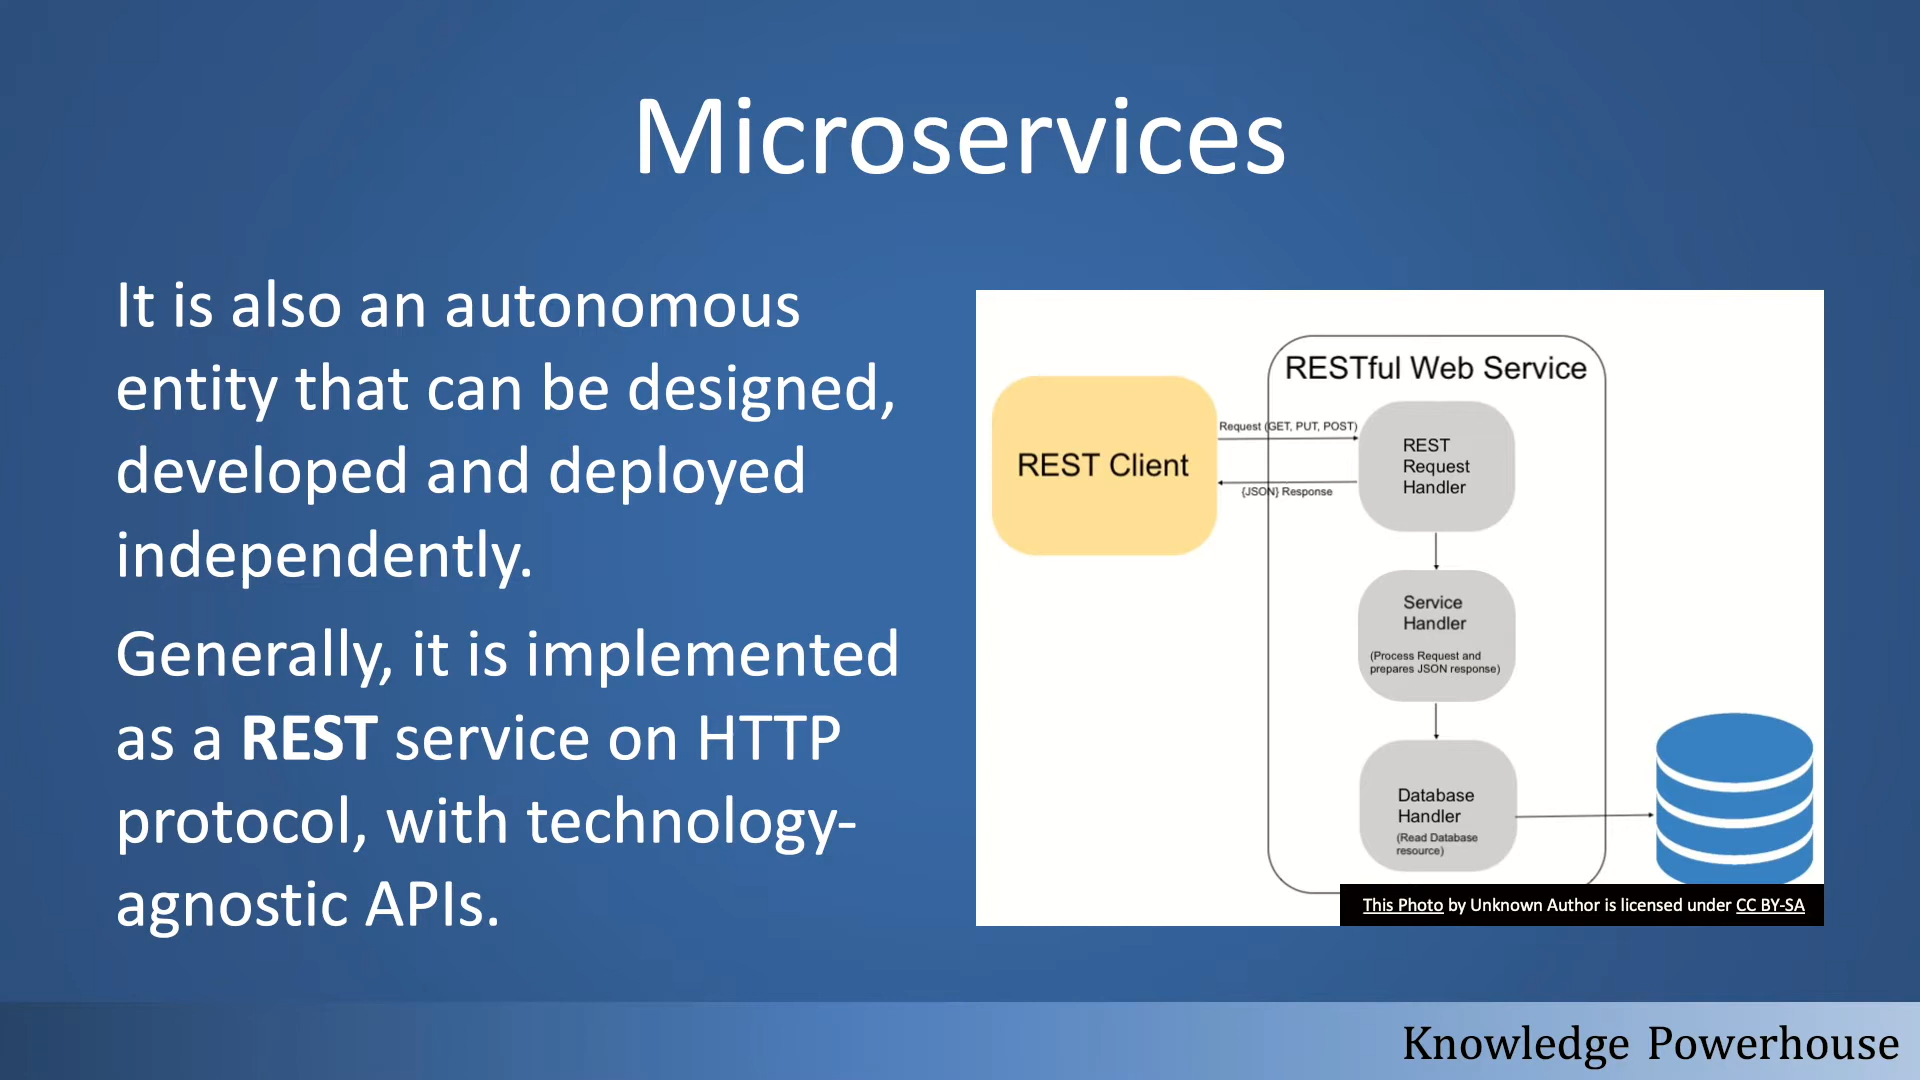 Microservices
It is also an autonomous
entity that can be designed,
developed and deployed
independently.
Generally, it is implemented
as a REST service on HTTP
protocol, with technology-
agnostic APIs.
RESTful Web Service
REST Client
Request (GET, PUT, POST)
{JSON} Response
REST
Request
Handler
Service
Handler
(Process Request and
prepares JSON response)
Database
Handler
(Read Database
resource)
This Photo by Unknown Author is licensed under CC BY-SA
Knowledge Powerhouse